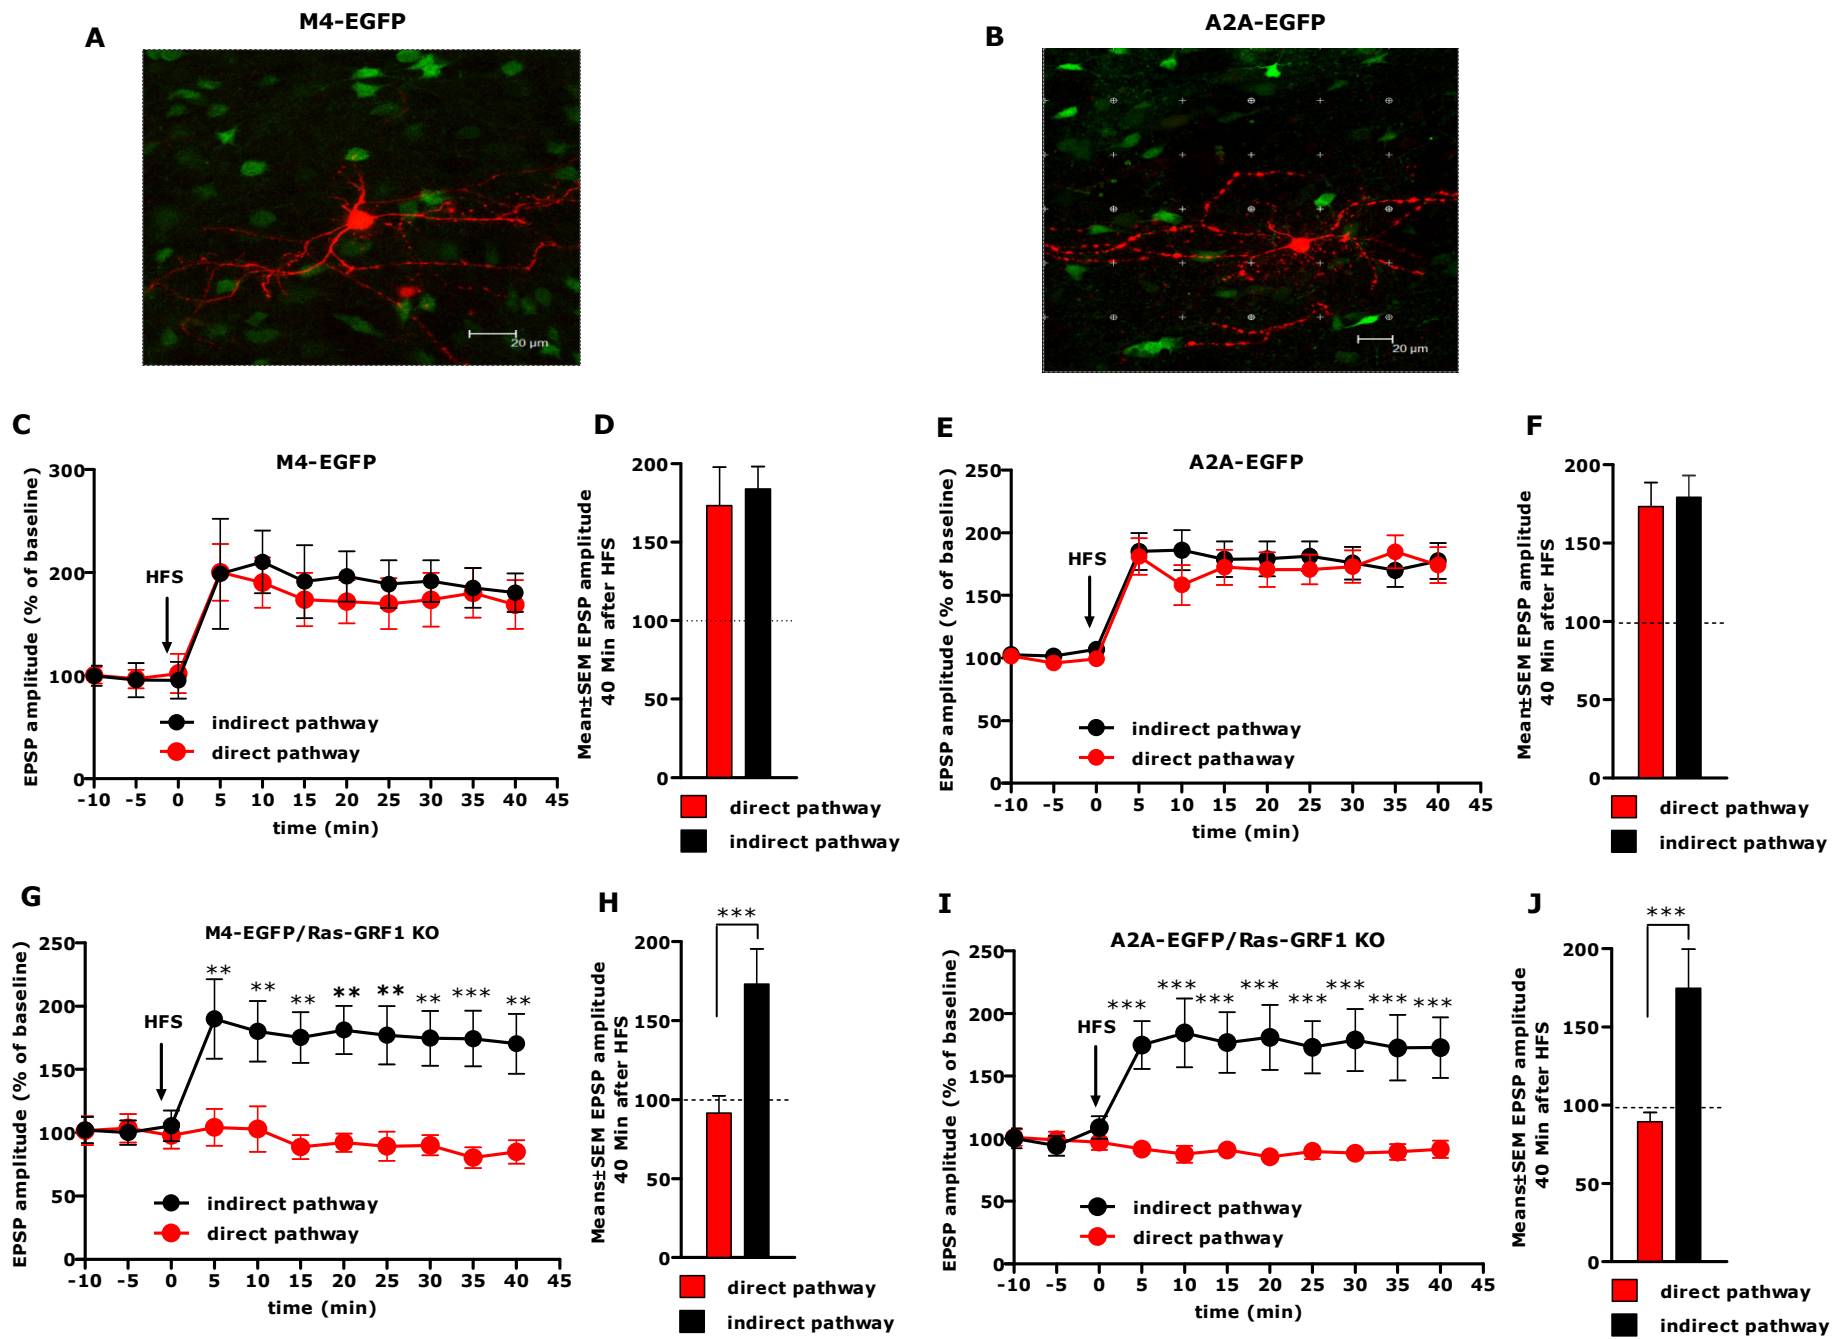 A
M4-EGFP
20 µm
B
A2A-EGFP
20 µm
C
M4-EGFP
EPSP amplitude (% of baseline)
300
200
100
0
HFS
indirect pathway
direct pathway
-10 -5 0 5 10 15 20 25 30 35 40 45
time (min)
D
Mean±SEM EPSP amplitude
40 Min after HFS
200
150
100
50
0
direct pathway
indirect pathway
E
A2A-EGFP
EPSP amplitude (% of baseline)
250
200
150
100
50
0
HFS
indirect pathway
direct pathaway
-10 -5 0 5 10 15 20 25 30 35 40 45
time (min)
F
Mean±SEM EPSP amplitude
40 Min after HFS
200
150
100
50
0
direct pathway
indirect pathway
G
M4-EGFP/Ras-GRF1 KO
EPSP amplitude (% of baseline)
250
200
150
100
50
0
HFS
** ** ** ** ** ** *** **
indirect pathway
direct pathway
-10 -5 0 5 10 15 20 25 30 35 40 45
time (min)
H
Means±SEM EPSP amplitude
40 Min after HFS
200
150
100
50
0
***
direct pathway
indirect pathway
I
A2A-EGFP/Ras-GRF1 KO
EPSP amplitude (% of baseline)
250
200
150
100
50
0
HFS
*** *** *** *** *** *** *** ***
indirect pathway
direct pathway
-10 -5 0 5 10 15 20 25 30 35 40 45
time (min)
J
Means±SEM EPSP amplitude
40 Min after HFS
200
150
100
50
0
***
direct pathway
indirect pathway